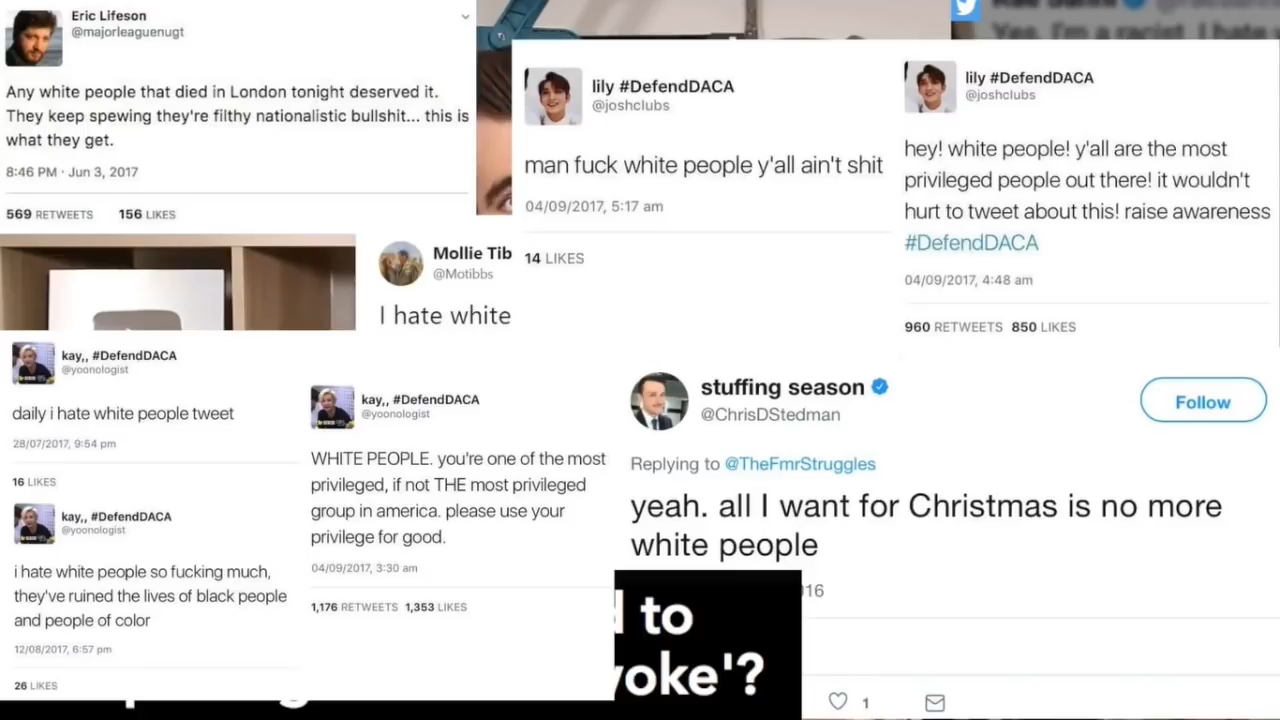 Eric Lifeson
@majorleaguenugt
Any white people that died in London tonight deserved it.
They keep spewing they're filthy nationalistic bullshit... this is
what they get.
8:46 PM · Jun 3, 2017
569 RETWEETS 156 LIKES
lily #DefendDACA
@joshclubs
man fuck white people y'all ain't shit
04/09/2017, 5:17 am
14 LIKES
Yes, I'm a racist. I hate
lily #DefendDACA
@joshclubs
hey! white people! y'all are the most
privileged people out there! it wouldn't
hurt to tweet about this! raise awareness
#DefendDACA
04/09/2017, 4:48 am
960 RETWEETS 850 LIKES
Mollie Tib
@Motibbs
I hate white
kay,, #DefendDACA
@yoonologist
daily i hate white people tweet
28/07/2017, 9:54 pm
16 LIKES
kay,, #DefendDACA
@yoonologist
i hate white people so fucking much,
they've ruined the lives of black people
and people of color
12/08/2017, 6:57 pm
26 LIKES
kay,, #DefendDACA
@yoonologist
WHITE PEOPLE. you're one of the most
privileged, if not THE most privileged
group in america. please use your
privilege for good.
04/09/2017, 3:30 am
1,176 RETWEETS 1,353 LIKES
stuffing season
@ChrisDStedman
Follow
Replying to @TheFmrStruggles
yeah. all I want for Christmas is no more
white people
16
1
to
oke'?